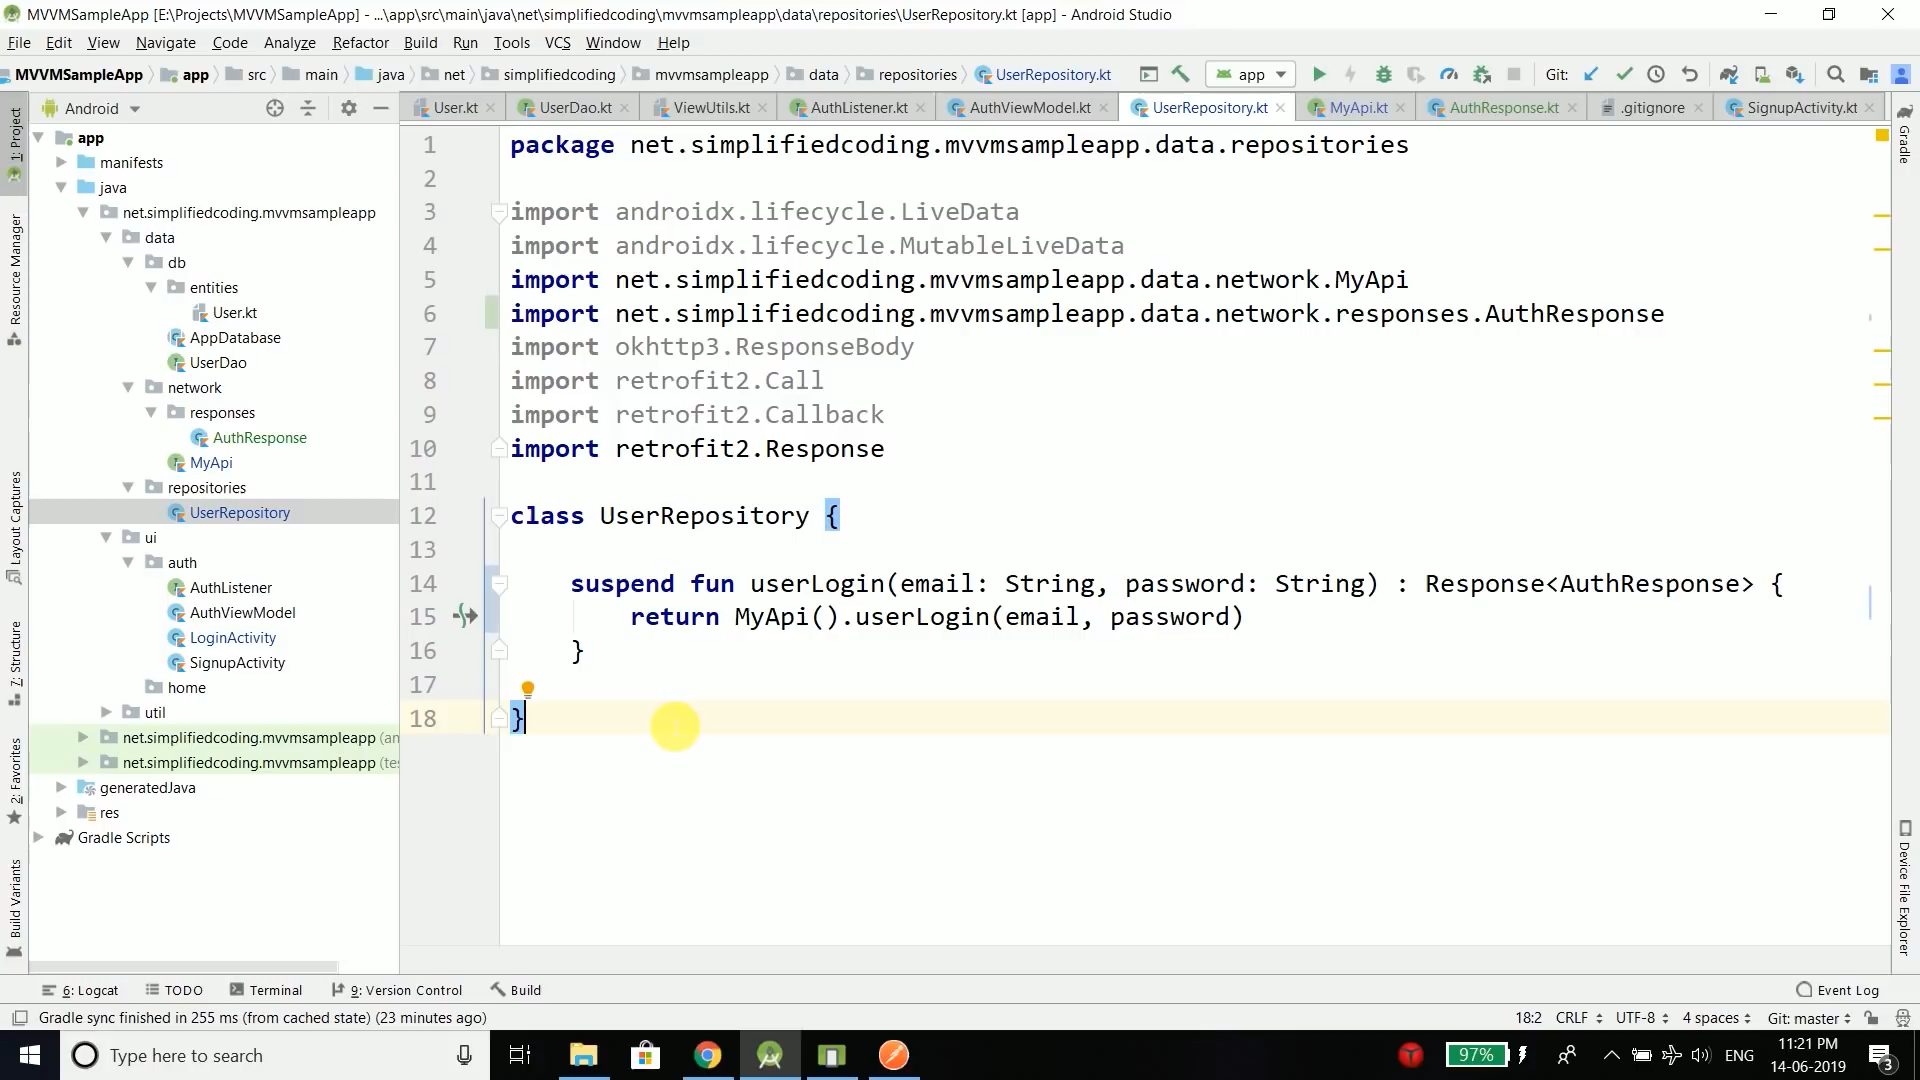 MVVMSampleApp [E:\Projects\MVVMSampleApp] - ...\app\src\main\java\net\simplifiedcoding\mvvmsampleapp\data\repositories\UserRepository.kt [app] - Android Studio
File Edit View Navigate Code Analyze Refactor Build Run Tools VCS Window Help
MVVMSampleApp app src main java net simplifiedcoding mvvmsampleapp data repositories UserRepository.kt app Git:
Android
User.kt UserDao.kt ViewUtils.kt AuthListener.kt AuthViewModel.kt UserRepository.kt MyApi.kt AuthResponse.kt .gitignore SignupActivity.kt
1: Project
Resource Manager
Layout Captures
7: Structure
2: Favorites
Build Variants
app
manifests
java
net.simplifiedcoding.mvvmsampleapp
data
db
entities
User.kt
AppDatabase
UserDao
network
responses
AuthResponse
MyApi
repositories
UserRepository
ui
auth
AuthListener
AuthViewModel
LoginActivity
SignupActivity
home
util
net.simplifiedcoding.mvvmsampleapp (an
net.simplifiedcoding.mvvmsampleapp (tes
generatedJava
res
Gradle Scripts
1 package net.simplifiedcoding.mvvmsampleapp.data.repositories
2
3 import androidx.lifecycle.LiveData
4 import androidx.lifecycle.MutableLiveData
5 import net.simplifiedcoding.mvvmsampleapp.data.network.MyApi
6 import net.simplifiedcoding.mvvmsampleapp.data.network.responses.AuthResponse
7 import okhttp3.ResponseBody
8 import retrofit2.Call
9 import retrofit2.Callback
10 import retrofit2.Response
11
12 class UserRepository {
13
14 suspend fun userLogin(email: String, password: String) : Response<AuthResponse> {
15 return MyApi().userLogin(email, password)
16 }
17
18 }
Gradle
Device File Explorer
6: Logcat TODO Terminal 9: Version Control Build Event Log
Gradle sync finished in 255 ms (from cached state) (23 minutes ago) 18:2 CRLF UTF-8 4 spaces Git: master
Type here to search 97% ENG 11:21 PM
14-06-2019 3